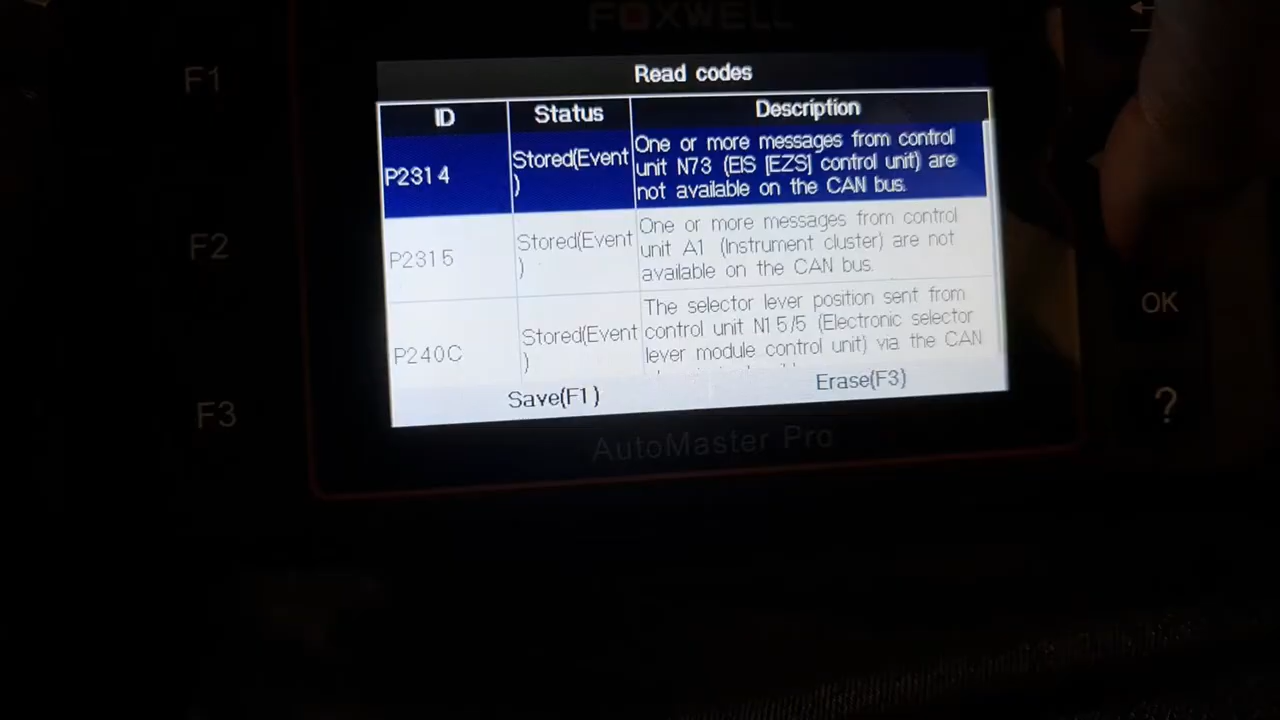 FOXWELL
F1
Read codes
ID Status Description
P2314 Stored(Event
)
One or more messages from control
unit N73 (EIS [EZS] control unit) are
not available on the CAN bus.
F2
P2315 Stored(Event
)
One or more messages from control
unit A1 (Instrument cluster) are not
available on the CAN bus.
P240C Stored(Event
)
The selector lever position sent from
control unit N15/5 (Electronic selector
lever module control unit) via the CAN
OK
Save(F1) Erase(F3)
F3
?
AutoMaster Pro